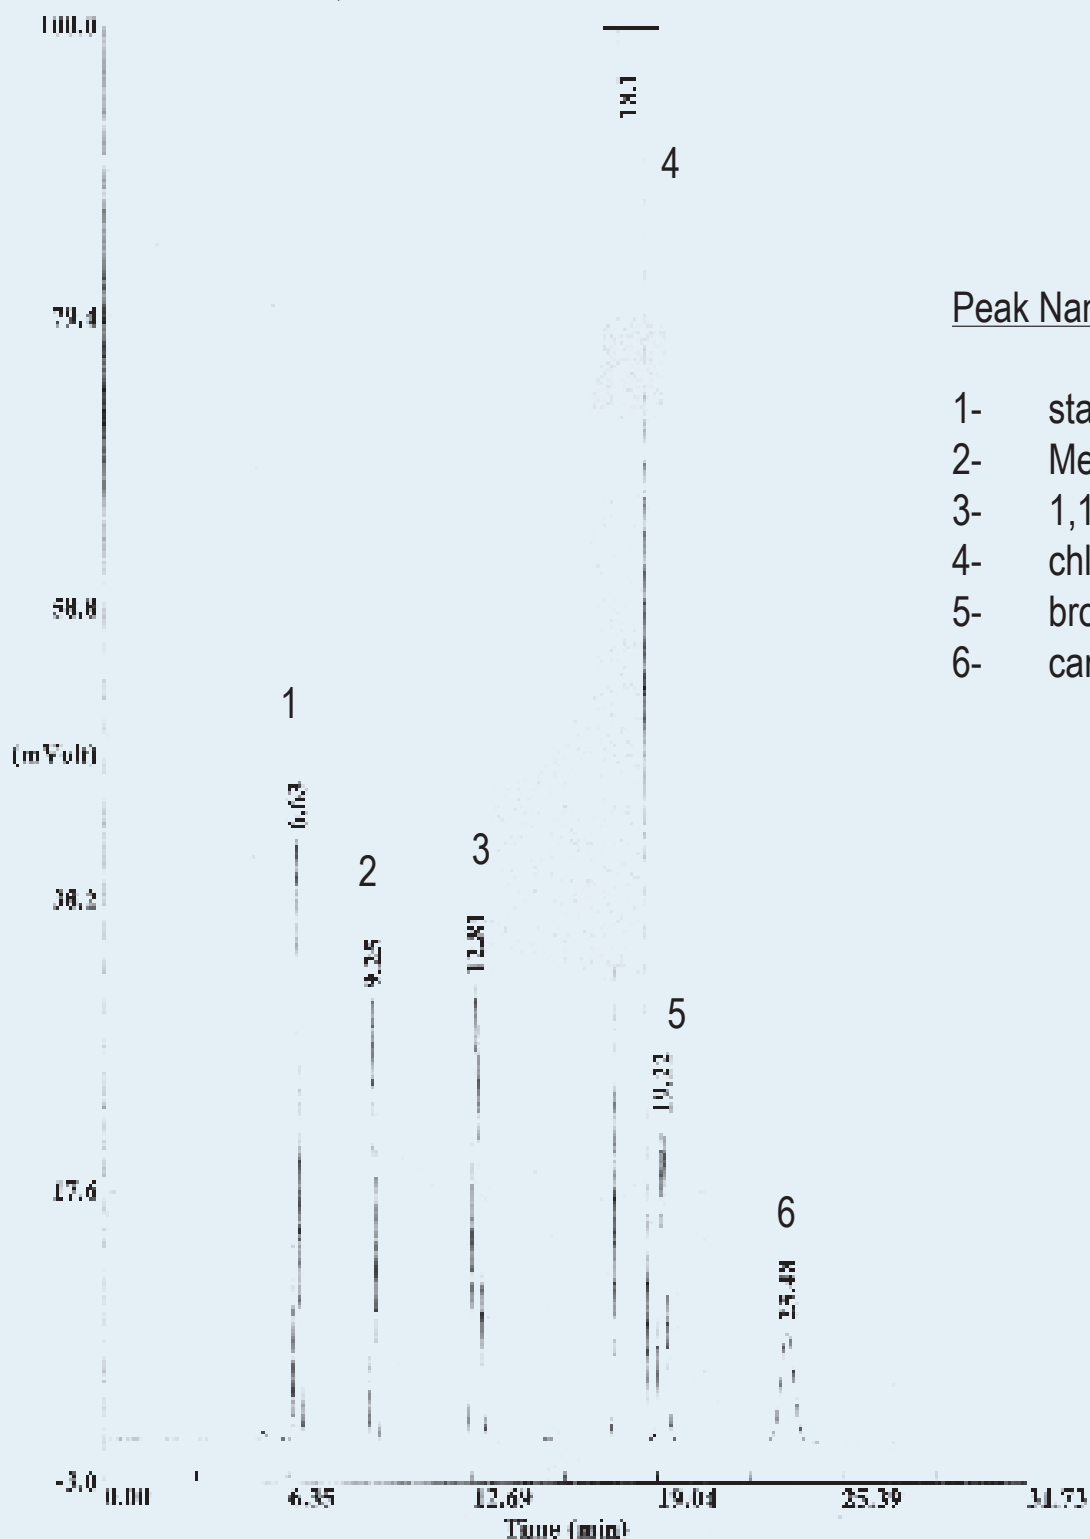 100.0
18.1
4
79.4
Peak Nar
1- sta
2- Me
3- 1,1
4- chl
5- bro
6- car
58.8
1
(mVolt)
6.63
2
3
38.2
9.25
12.81
5
19.22
17.6
6
-3.0
0.00 6.35 12.69 19.04 25.39 31.73
Time (min)